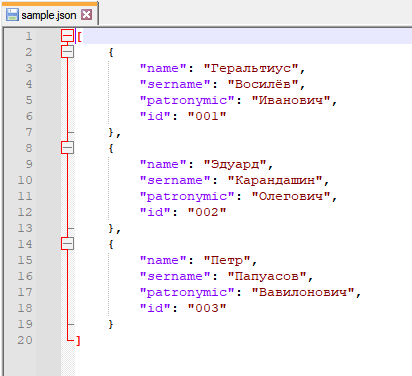 sample.json
1 [
2 {
3 "name": "Геральтиус",
4 "sername": "Восилёв",
5 "patronymic": "Иванович",
6 "id": "001"
7 },
8 {
9 "name": "Эдуард",
10 "sername": "Карандашин",
11 "patronymic": "Олегович",
12 "id": "002"
13 },
14 {
15 "name": "Петр",
16 "sername": "Папуасов",
17 "patronymic": "Вавилонович",
18 "id": "003"
19 }
20 ]